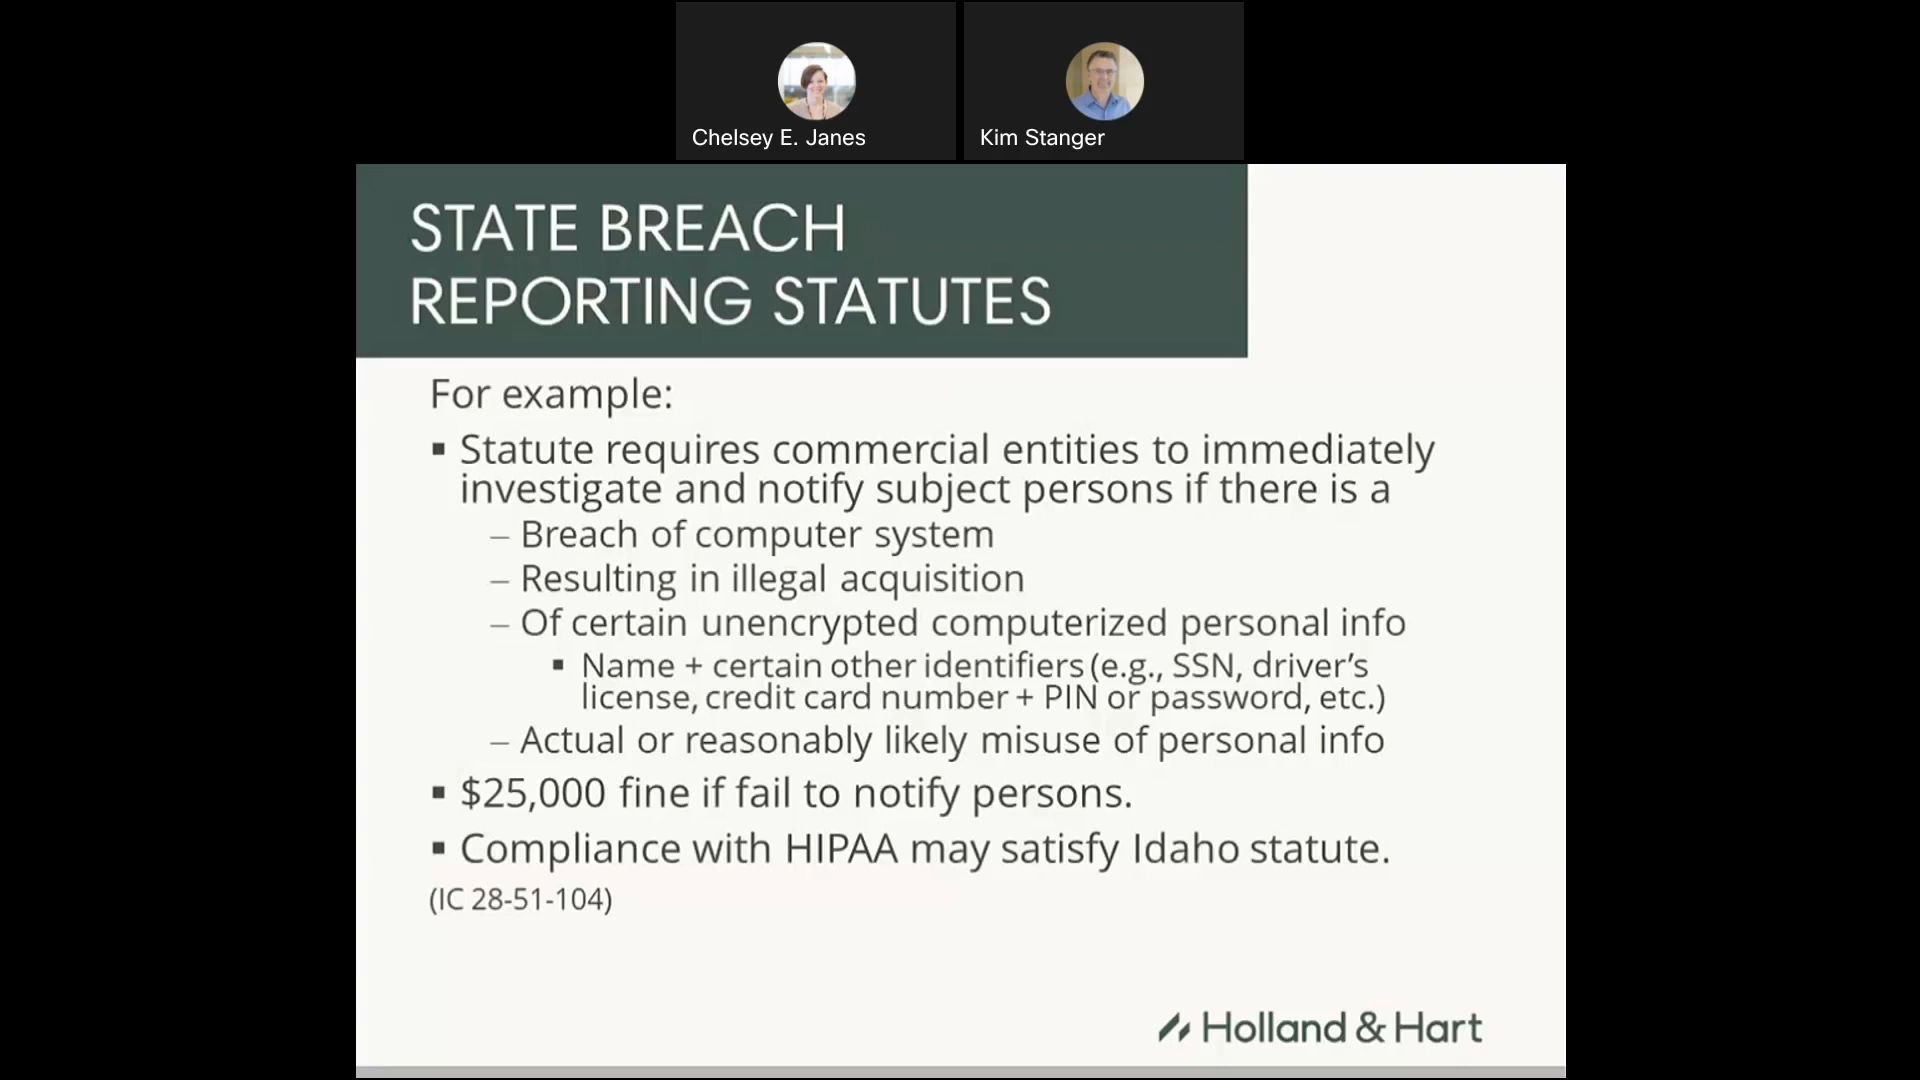 Chelsey E. Janes
Kim Stanger
STATE BREACH
REPORTING STATUTES
For example:
▪ Statute requires commercial entities to immediately
investigate and notify subject persons if there is a
– Breach of computer system
– Resulting in illegal acquisition
– Of certain unencrypted computerized personal info
▪ Name + certain other identifiers (e.g., SSN, driver’s
license, credit card number + PIN or password, etc.)
– Actual or reasonably likely misuse of personal info
▪ $25,000 fine if fail to notify persons.
▪ Compliance with HIPAA may satisfy Idaho statute.
(IC 28-51-104)
Holland & Hart